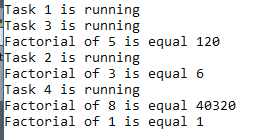 Task 1 is running
Task 3 is running
Factorial of 5 is equal 120
Task 2 is running
Factorial of 3 is equal 6
Task 4 is running
Factorial of 8 is equal 40320
Factorial of 1 is equal 1